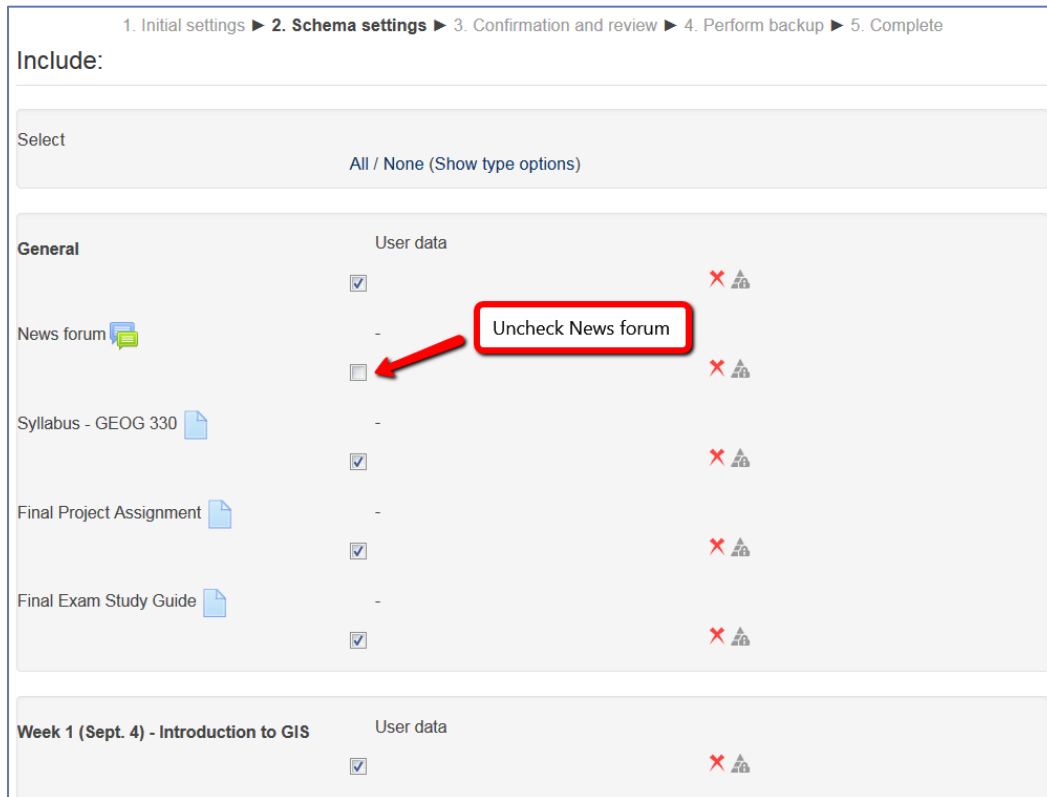 1. Initial settings ► 2. Schema settings ► 3. Confirmation and review ► 4. Perform backup ► 5. Complete
Include:
Select
All / None (Show type options)
General
User data
News forum
-
Uncheck News forum
Syllabus - GEOG 330
-
Final Project Assignment
-
Final Exam Study Guide
-
Week 1 (Sept. 4) - Introduction to GIS
User data